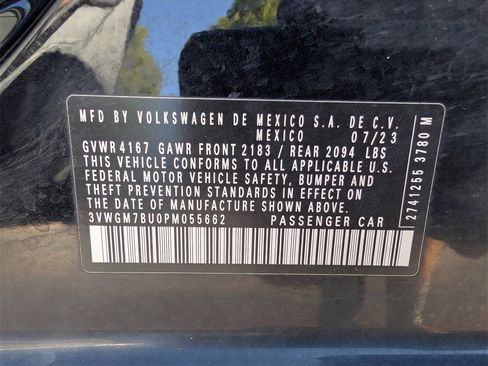 MFD BY VOLKSWAGEN DE MEXICO S.A. DE C.V.
MEXICO 07/23
GVWR 4167 GAWR FRONT 2183 / REAR 2094 LBS
THIS VEHICLE CONFORMS TO ALL APPLICABLE U.S.
FEDERAL MOTOR VEHICLE SAFETY, BUMPER AND
THEFT PREVENTION STANDARDS IN EFFECT ON
THE DATE OF MANUFACTURE SHOWN ABOVE.
3VWGM7BU0PM055662 PASSENGER CAR
2741255 3780 M